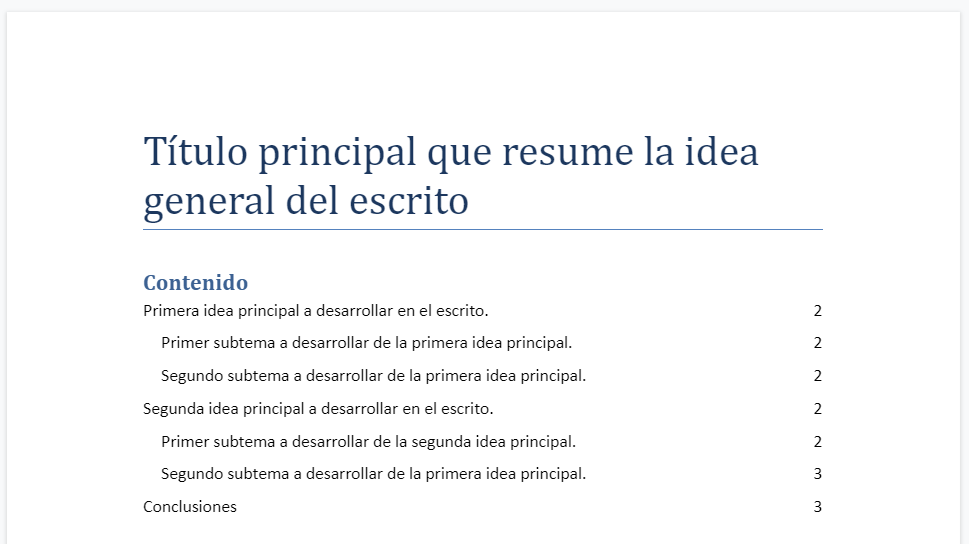 Título principal que resume la idea
general del escrito
Contenido
Primera idea principal a desarrollar en el escrito. 2
Primer subtema a desarrollar de la primera idea principal. 2
Segundo subtema a desarrollar de la primera idea principal. 2
Segunda idea principal a desarrollar en el escrito. 2
Primer subtema a desarrollar de la segunda idea principal. 2
Segundo subtema a desarrollar de la primera idea principal. 3
Conclusiones 3